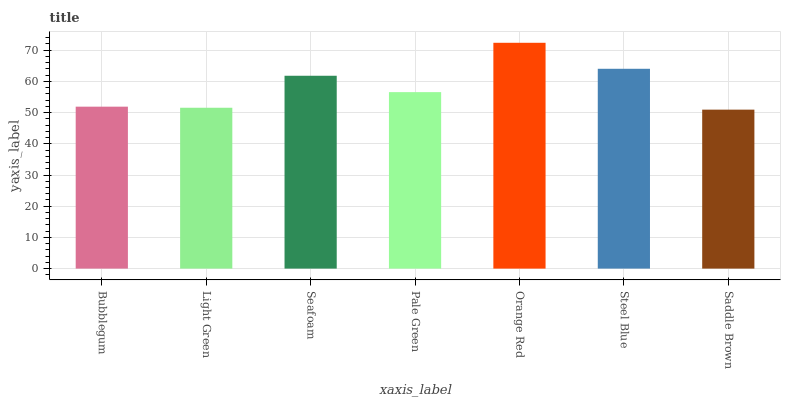 title
70
60
50
40
30
20
10
0
yaxis_label
Bubblegum
Light Green
Seafoam
Pale Green
Orange Red
Steel Blue
Saddle Brown
xaxis_label